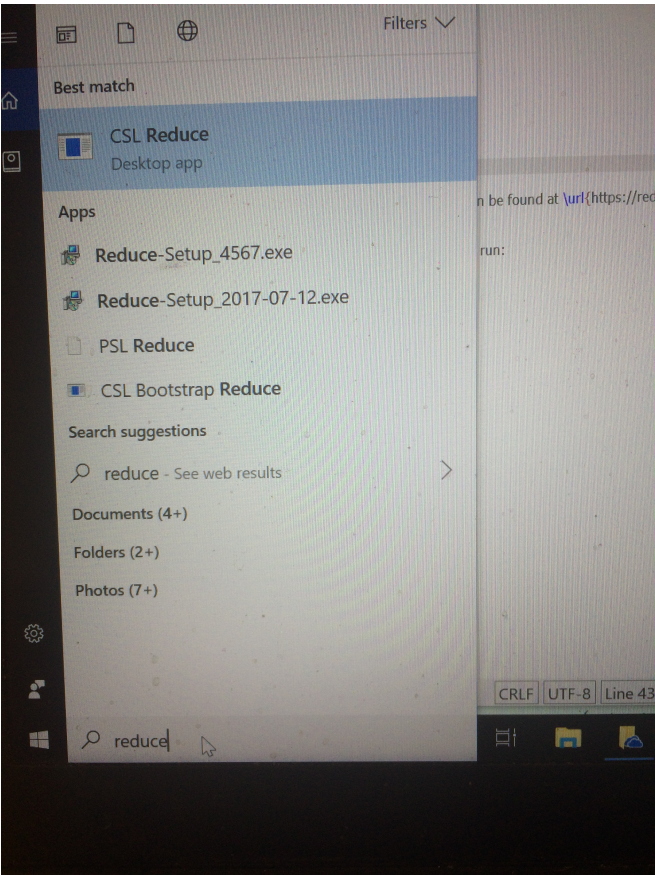 Filters
Best match
CSL Reduce
Desktop app
Apps
Reduce-Setup_4567.exe
Reduce-Setup_2017-07-12.exe
PSL Reduce
CSL Bootstrap Reduce
Search suggestions
reduce - See web results
Documents (4+)
Folders (2+)
Photos (7+)
reduce
n be found at \url{https://red
run:
CRLF UTF-8 Line 43